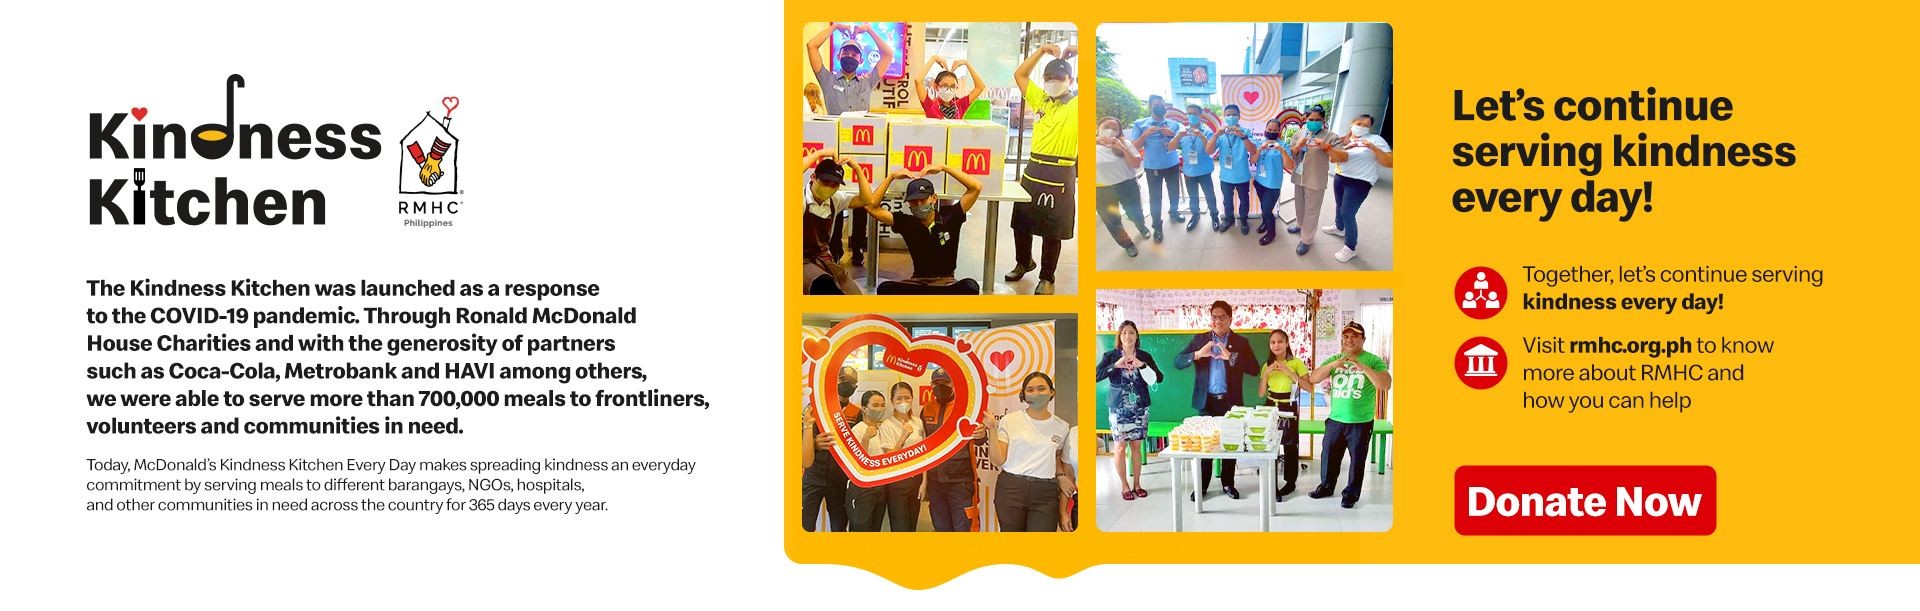 Kindness
Kitchen
RMHC
Philippines
The Kindness Kitchen was launched as a response
to the COVID-19 pandemic. Through Ronald McDonald
House Charities and with the generosity of partners
such as Coca-Cola, Metrobank and HAVI among others,
we were able to serve more than 700,000 meals to frontliners,
volunteers and communities in need.
Today, McDonald's Kindness Kitchen Every Day makes spreading kindness an everyday
commitment by serving meals to different barangays, NGOs, hospitals,
and other communities in need across the country for 365 days every year.
SERVE KINDNESS EVERYDAY!
Let's continue
serving kindness
every day!
Together, let's continue serving
kindness every day!
Visit rmhc.org.ph to know
more about RMHC and
how you can help
Donate Now